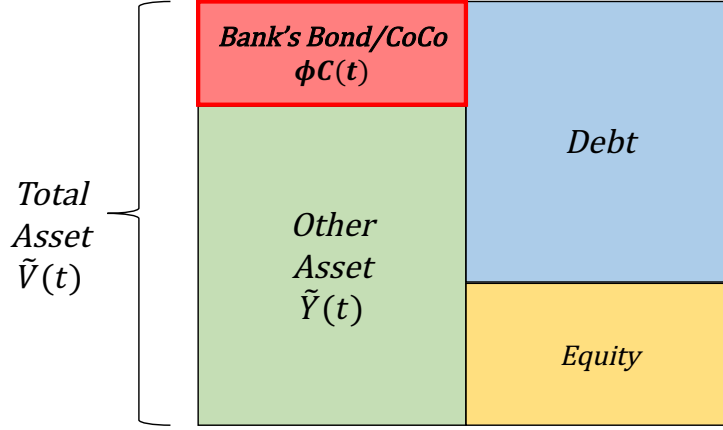 Total
Asset
Ṽ(t)
Bank's Bond/CoCo
ϕC(t)
Other
Asset
Ỹ(t)
Debt
Equity